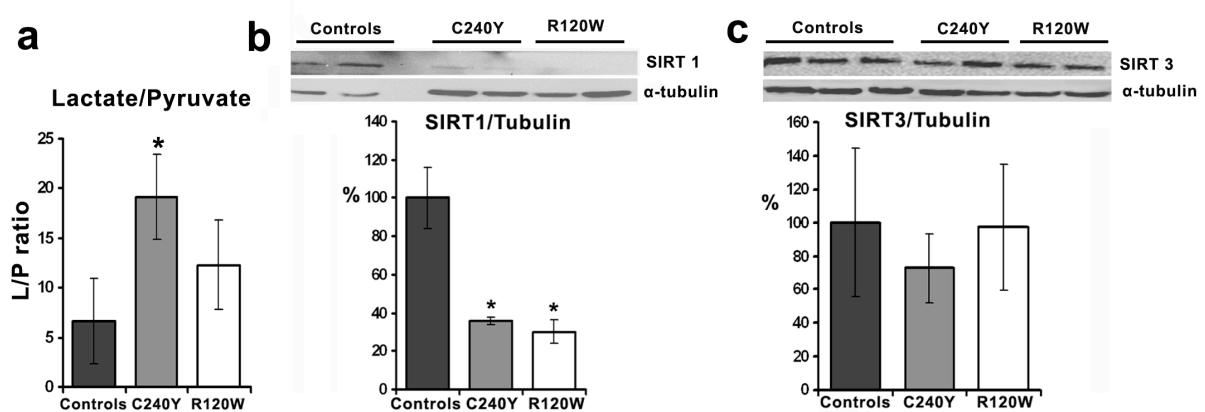 a
Lactate/Pyruvate
25
20
15
10
5
0
L/P ratio
*
Controls C240Y R120W
b
Controls C240Y R120W
SIRT 1
α-tubulin
SIRT1/Tubulin
140
120
100
80
60
40
20
0
%
* *
Controls C240Y R120W
c
Controls C240Y R120W
SIRT 3
α-tubulin
SIRT3/Tubulin
160
140
120
100
80
60
40
20
0
%
Controls C240Y R120W